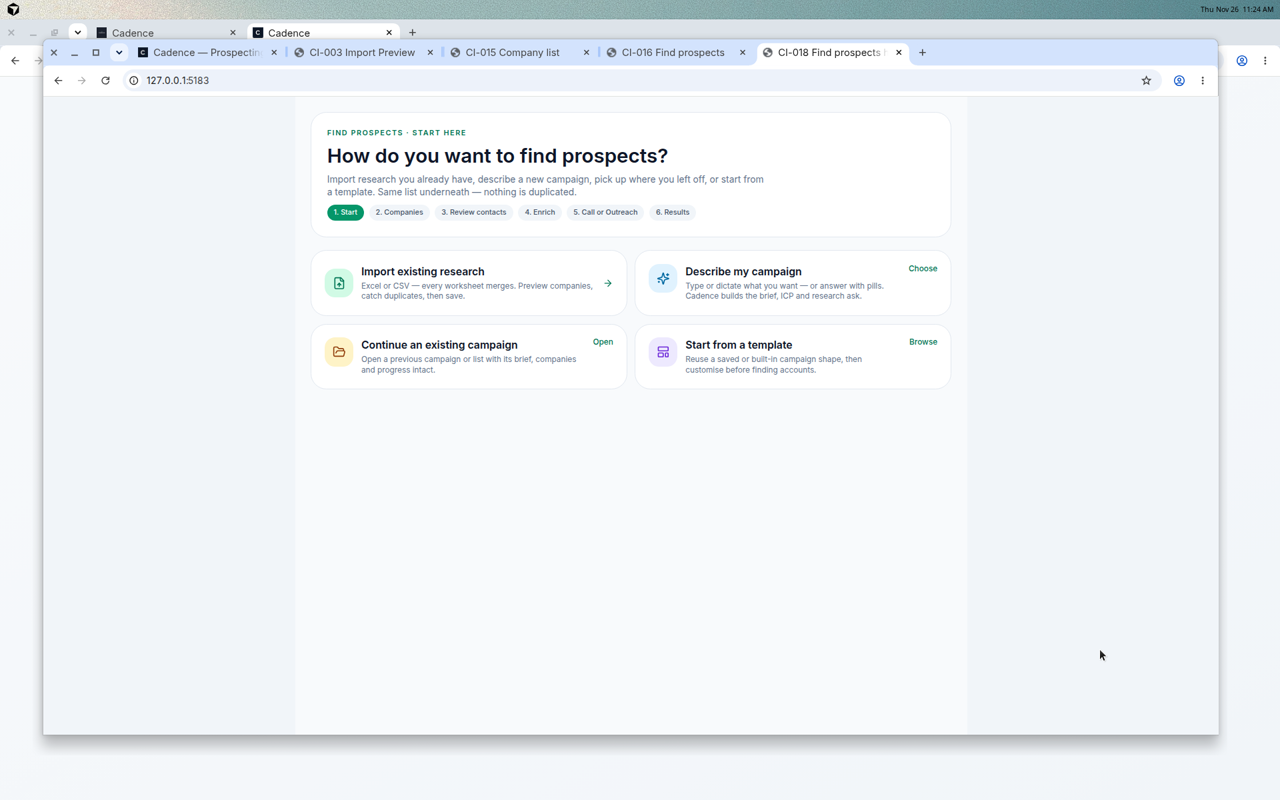 Thu Nov 26 11:24 AM
Cadence
Cadence
Cadence — Prospectin
CI-003 Import Preview
CI-015 Company list
CI-016 Find prospects
CI-018 Find prospects
127.0.0.1:5183
FIND PROSPECTS · START HERE
How do you want to find prospects?
Import research you already have, describe a new campaign, pick up where you left off, or start from
a template. Same list underneath — nothing is duplicated.
1. Start
2. Companies
3. Review contacts
4. Enrich
5. Call or Outreach
6. Results
Import existing research
Excel or CSV — every worksheet merges. Preview companies,
catch duplicates, then save.
Describe my campaign
Choose
Type or dictate what you want — or answer with pills.
Cadence builds the brief, ICP and research ask.
Continue an existing campaign
Open
Open a previous campaign or list with its brief, companies
and progress intact.
Start from a template
Browse
Reuse a saved or built-in campaign shape, then
customise before finding accounts.